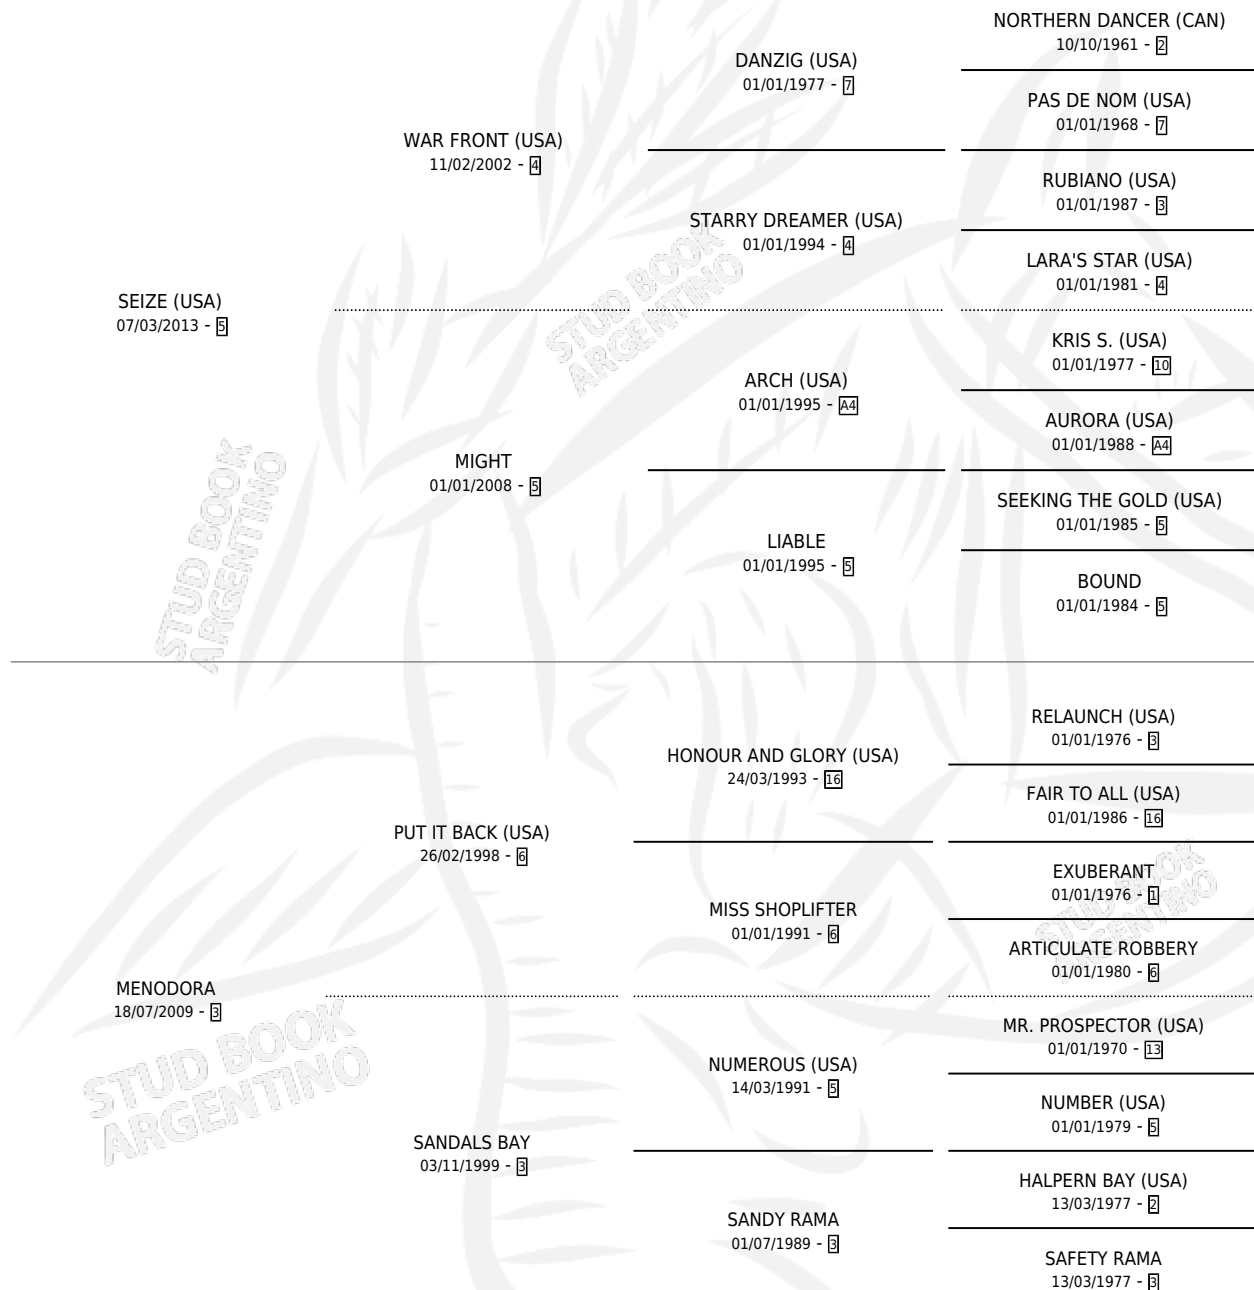 NORTHERN DANCER (CAN)
10/10/1961 - 2
DANZIG (USA)
01/01/1977 - 7
PAS DE NOM (USA)
01/01/1968 - 7
WAR FRONT (USA)
11/02/2002 - 4
RUBIANO (USA)
01/01/1987 - 3
STARRY DREAMER (USA)
01/01/1994 - 4
LARA'S STAR (USA)
01/01/1981 - 4
SEIZE (USA)
07/03/2013 - 5
KRIS S. (USA)
01/01/1977 - 10
ARCH (USA)
01/01/1995 - A4
AURORA (USA)
01/01/1988 - A4
MIGHT
01/01/2008 - 5
SEEKING THE GOLD (USA)
01/01/1985 - 5
LIABLE
01/01/1995 - 5
BOUND
01/01/1984 - 5
RELAUNCH (USA)
01/01/1976 - 3
HONOUR AND GLORY (USA)
24/03/1993 - 16
FAIR TO ALL (USA)
01/01/1986 - 16
PUT IT BACK (USA)
26/02/1998 - 6
EXUBERANT
01/01/1976 - 1
MISS SHOPLIFTER
01/01/1991 - 6
ARTICULATE ROBBERY
01/01/1980 - 6
MENODORA
18/07/2009 - 3
MR. PROSPECTOR (USA)
01/01/1970 - 13
NUMEROUS (USA)
14/03/1991 - 5
NUMBER (USA)
01/01/1979 - 5
SANDALS BAY
03/11/1999 - 3
HALPERN BAY (USA)
13/03/1977 - 2
SANDY RAMA
01/07/1989 - 3
SAFETY RAMA
13/03/1977 - 3
STUD BOOK
ARGENTINO
STUD BOOK
ARGENTINO
STUD BOOK
ARGENTINO
STUD BOOK
ARGENTINO